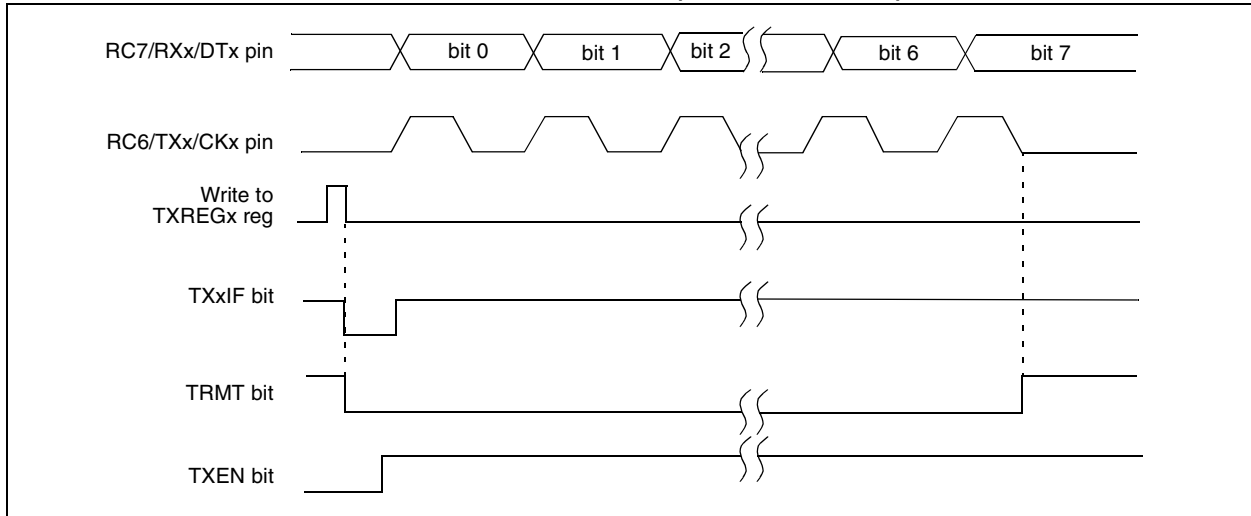 RC7/RXx/DTx pin
bit 0
bit 1
bit 2
bit 6
bit 7
RC6/TXx/CKx pin
Write to
TXREGx reg
TXxIF bit
TRMT bit
TXEN bit